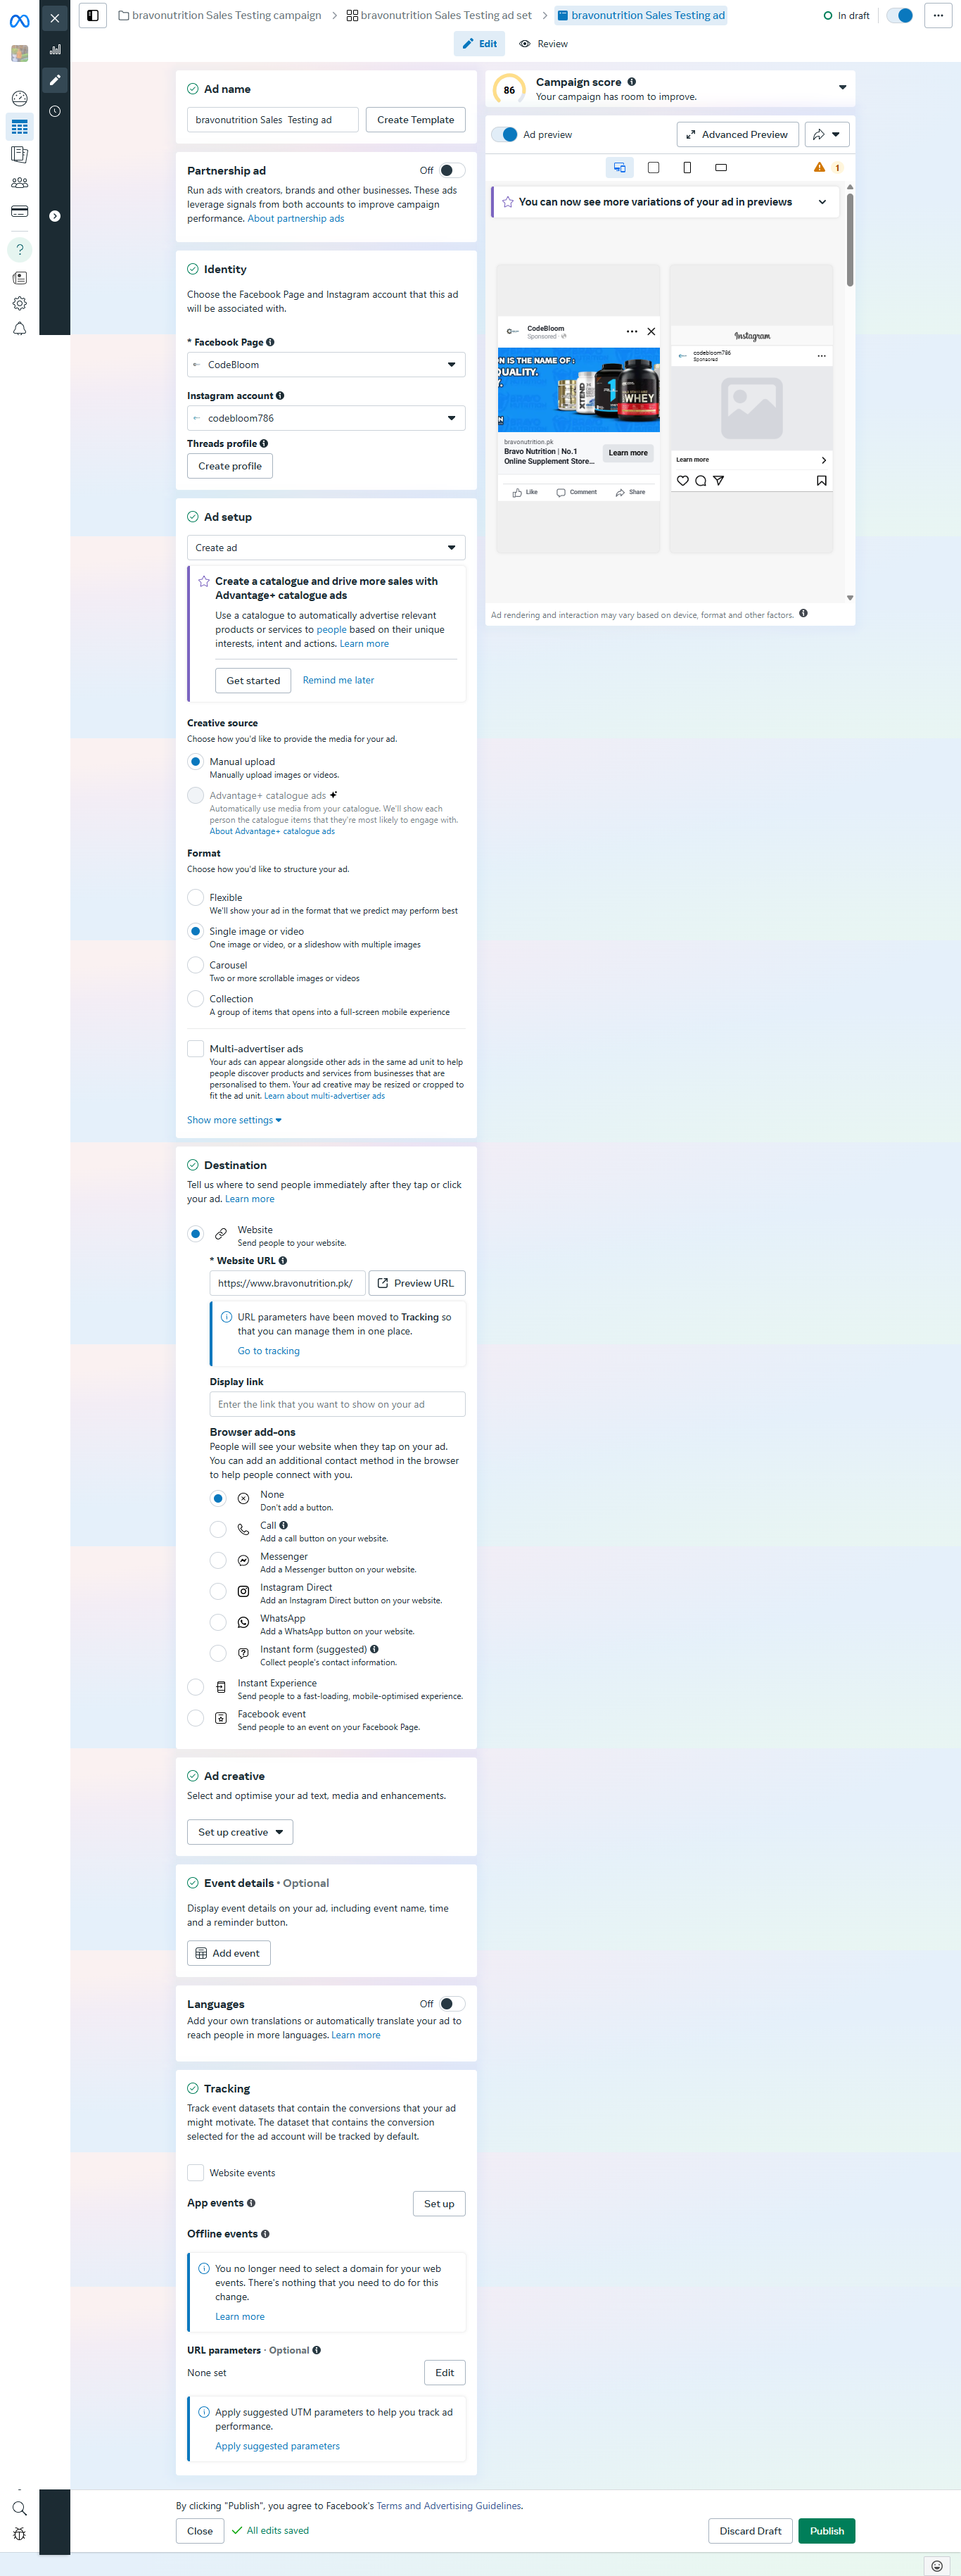 bravonutrition Sales Testing campaign
bravonutrition Sales Testing ad set
bravonutrition Sales Testing ad
In draft
Edit
Review
Ad name
bravonutrition Sales Testing ad
Create Template
Partnership ad
Off
Run ads with creators, brands and other businesses. These ads
leverage signals from both accounts to improve campaign
performance. About partnership ads
Identity
Choose the Facebook Page and Instagram account that this ad
will be associated with.
* Facebook Page
CodeBloom
Instagram account
codebloom786
Threads profile
Create profile
Ad setup
Create ad
Create a catalogue and drive more sales with
Advantage+ catalogue ads
Use a catalogue to automatically advertise relevant
products or services to people based on their unique
interests, intent and actions. Learn more
Get started
Remind me later
Creative source
Choose how you'd like to provide the media for your ad.
Manual upload
Manually upload images or videos.
Advantage+ catalogue ads
Automatically use media from your catalogue. We'll show each
person the catalogue items that they're most likely to engage with.
About Advantage+ catalogue ads
Format
Choose how you'd like to structure your ad.
Flexible
We'll show your ad in the format that we predict may perform best
Single image or video
One image or video, or a slideshow with multiple images
Carousel
Two or more scrollable images or videos
Collection
A group of items that opens into a full-screen mobile experience
Multi-advertiser ads
Your ads can appear alongside other ads in the same ad unit to help
people discover products and services from businesses that are
personalised to them. Your ad creative may be resized or cropped to
fit the ad unit. Learn about multi-advertiser ads
Show more settings
Destination
Tell us where to send people immediately after they tap or click
your ad. Learn more
Website
Send people to your website.
* Website URL
https://www.bravonutrition.pk/
Preview URL
URL parameters have been moved to Tracking so
that you can manage them in one place.
Go to tracking
Display link
Enter the link that you want to show on your ad
Browser add-ons
People will see your website when they tap on your ad.
You can add an additional contact method in the browser
to help people connect with you.
None
Don't add a button.
Call
Add a call button on your website.
Messenger
Add a Messenger button on your website.
Instagram Direct
Add an Instagram Direct button on your website.
WhatsApp
Add a WhatsApp button on your website.
Instant form (suggested)
Collect people's contact information.
Instant Experience
Send people to a fast-loading, mobile-optimised experience.
Facebook event
Send people to an event on your Facebook Page.
Ad creative
Select and optimise your ad text, media and enhancements.
Set up creative
Event details • Optional
Display event details on your ad, including event name, time
and a reminder button.
Add event
Languages
Off
Add your own translations or automatically translate your ad to
reach people in more languages. Learn more
Tracking
Track event datasets that contain the conversions that your ad
might motivate. The dataset that contains the conversion
selected for the ad account will be tracked by default.
Website events
App events
Set up
Offline events
You no longer need to select a domain for your web
events. There's nothing that you need to do for this
change.
Learn more
URL parameters · Optional
None set
Edit
Apply suggested UTM parameters to help you track ad
performance.
Apply suggested parameters
86
Campaign score
Your campaign has room to improve.
Ad preview
Advanced Preview
1
You can now see more variations of your ad in previews
CodeBloom
Sponsored ·
N IS THE NAME OF :
UALITY.
XTEND
WHEY
bravonutrition.pk
Bravo Nutrition | No.1
Online Supplement Store...
Learn more
Like
Comment
Share
Instagram
codebloom786
Sponsored
Learn more
Ad rendering and interaction may vary based on device, format and other factors.
By clicking "Publish", you agree to Facebook's Terms and Advertising Guidelines.
Close
All edits saved
Discard Draft
Publish